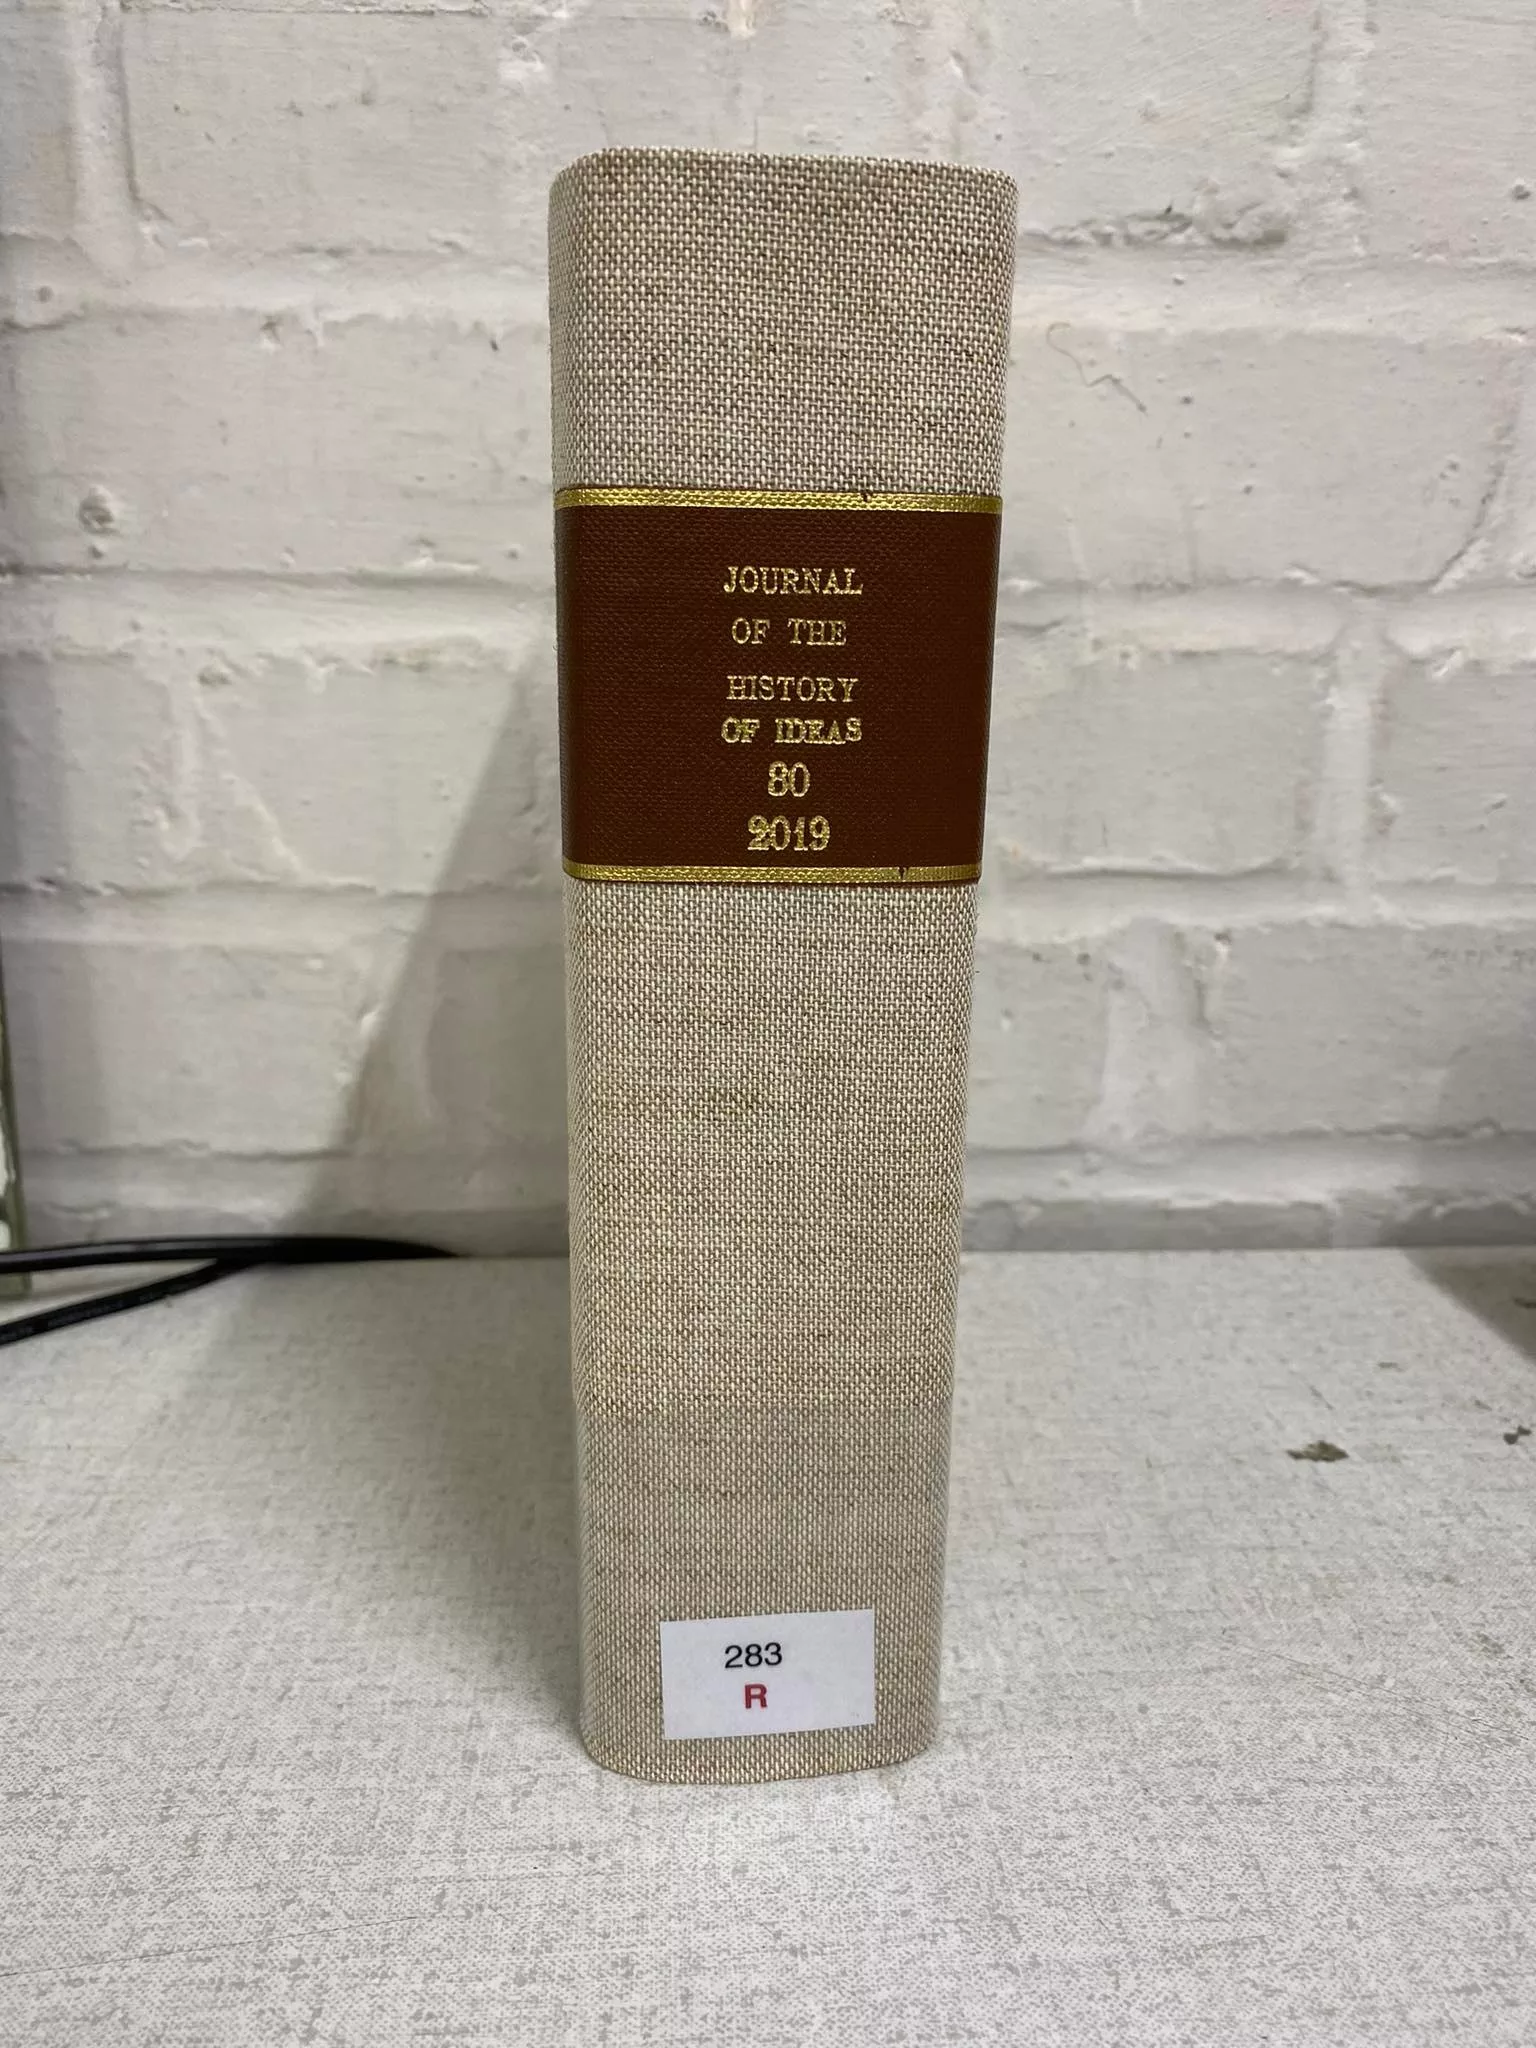 JOURNAL
OF THE
HISTORY
OF IDEAS
80
2019
283
R